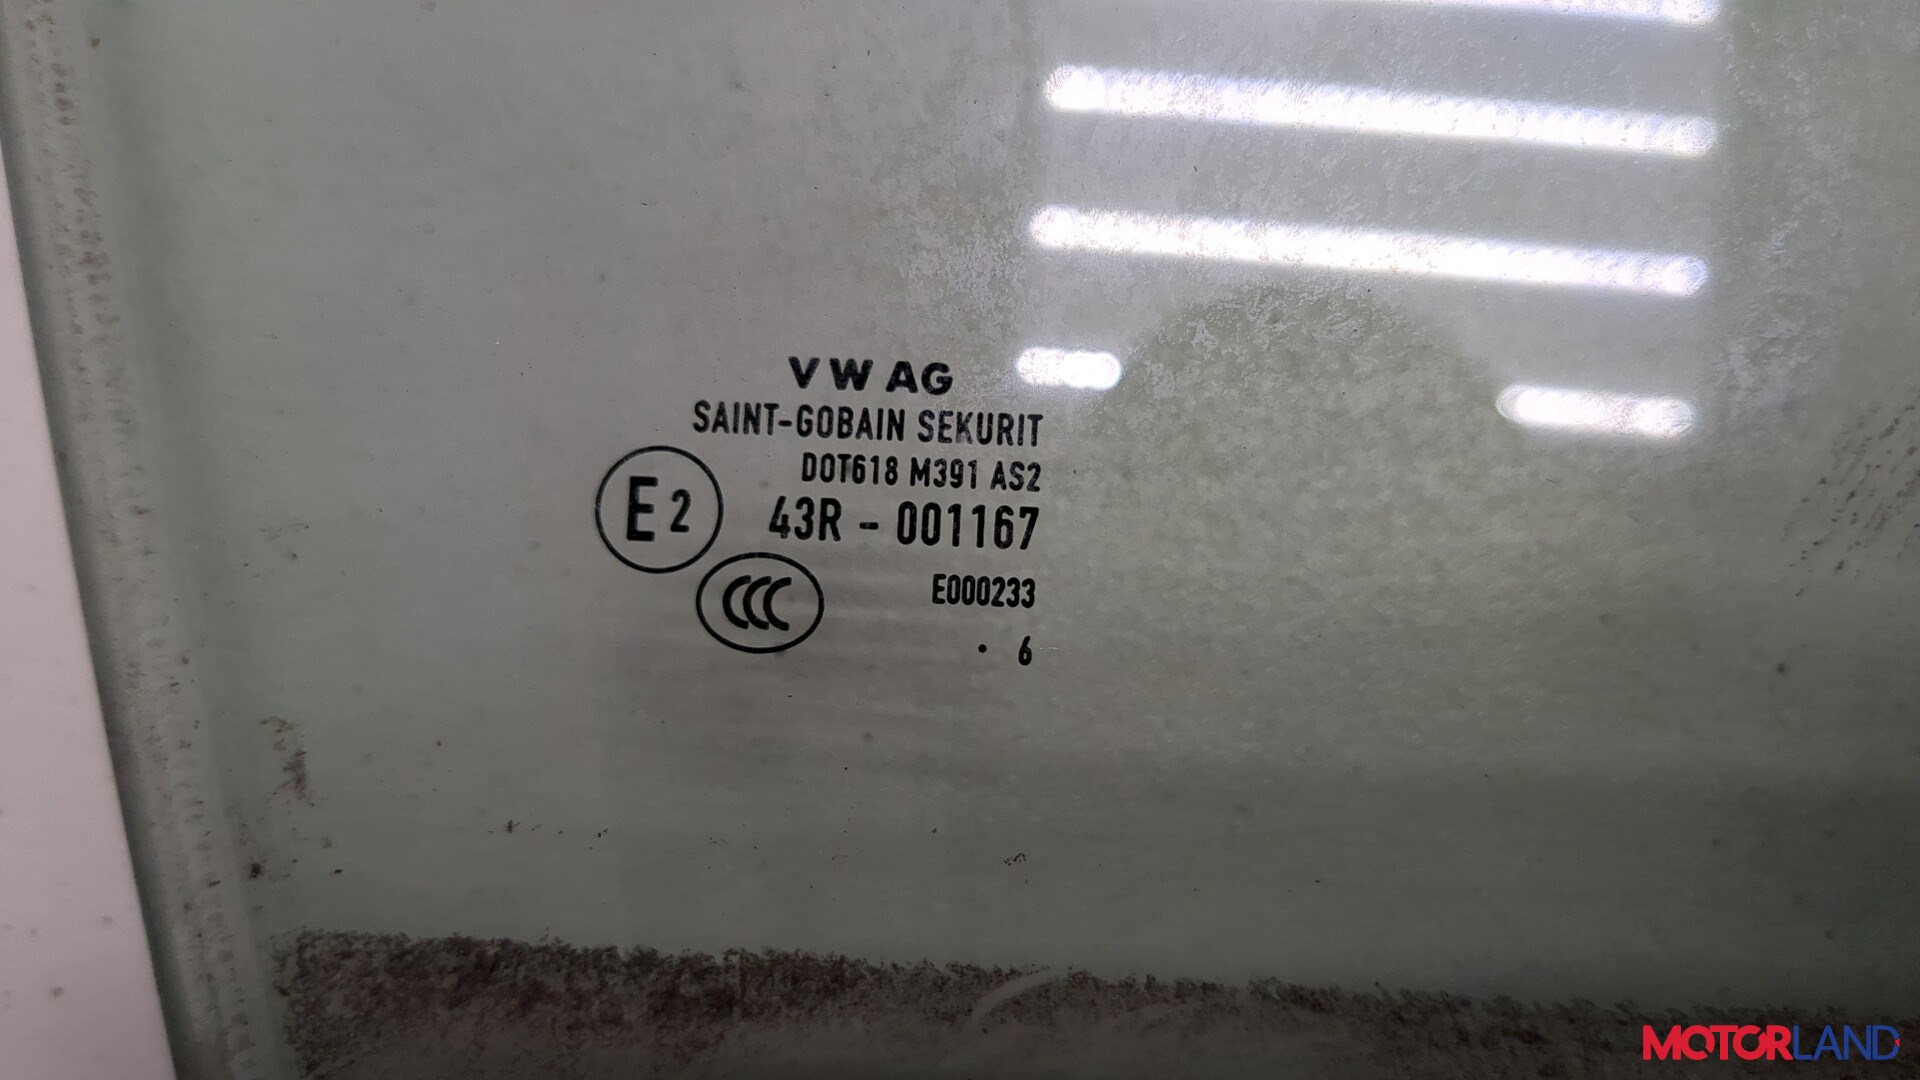 VW AG
SAINT-GOBAIN SEKURIT
DOT618 M391 AS2
E2 43R - 001167
CCC E000233
· 6
MOTORLAND